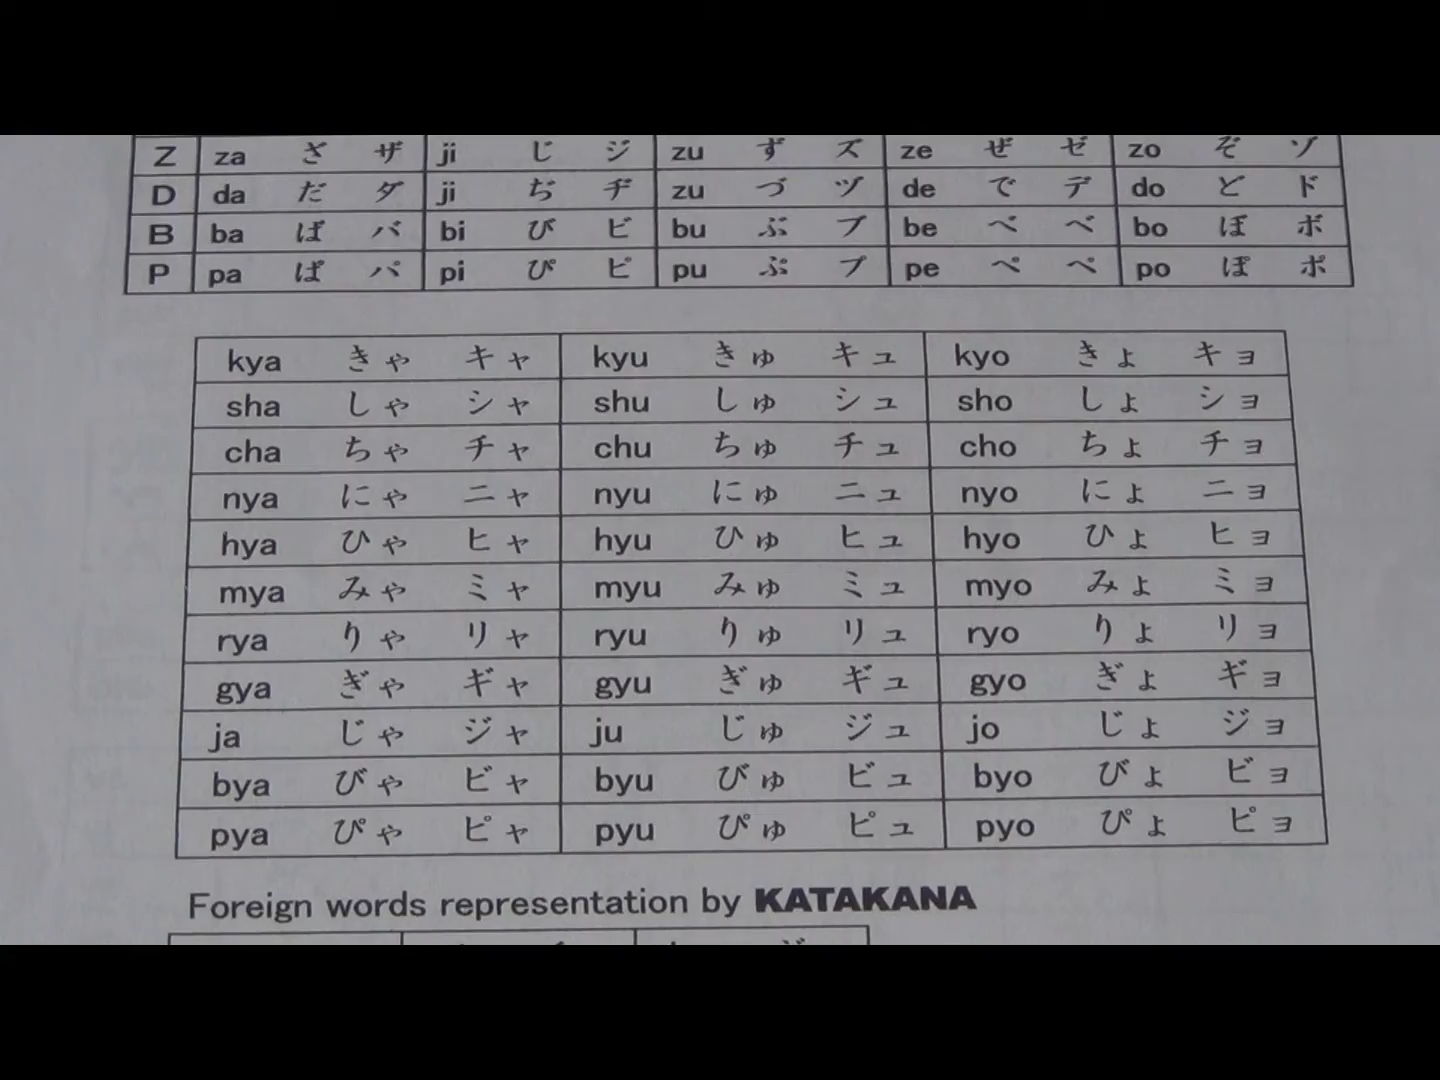 Z za ざ ザ ji じ ジ zu ず ズ ze ぜ ゼ zo ぞ ゾ
D da だ ダ ji ぢ ヂ zu づ ヅ de で デ do ど ド
B ba ば バ bi び ビ bu ぶ ブ be べ ベ bo ぼ ボ
P pa ぱ パ pi ぴ ピ pu ぷ プ pe ぺ ペ po ぽ ポ
kya きゃ キャ kyu きゅ キュ kyo きょ キョ
sha しゃ シャ shu しゅ シュ sho しょ ショ
cha ちゃ チャ chu ちゅ チュ cho ちょ チョ
nya にゃ ニャ nyu にゅ ニュ nyo にょ ニョ
hya ひゃ ヒャ hyu ひゅ ヒュ hyo ひょ ヒョ
mya みゃ ミャ myu みゅ ミュ myo みょ ミョ
rya りゃ リャ ryu りゅ リュ ryo りょ リョ
gya ぎゃ ギャ gyu ぎゅ ギュ gyo ぎょ ギョ
ja じゃ ジャ ju じゅ ジュ jo じょ ジョ
bya びゃ ビャ byu びゅ ビュ byo びょ ビョ
pya ぴゃ ピャ pyu ぴゅ ピュ pyo ぴょ ピョ
Foreign words representation by KATAKANA